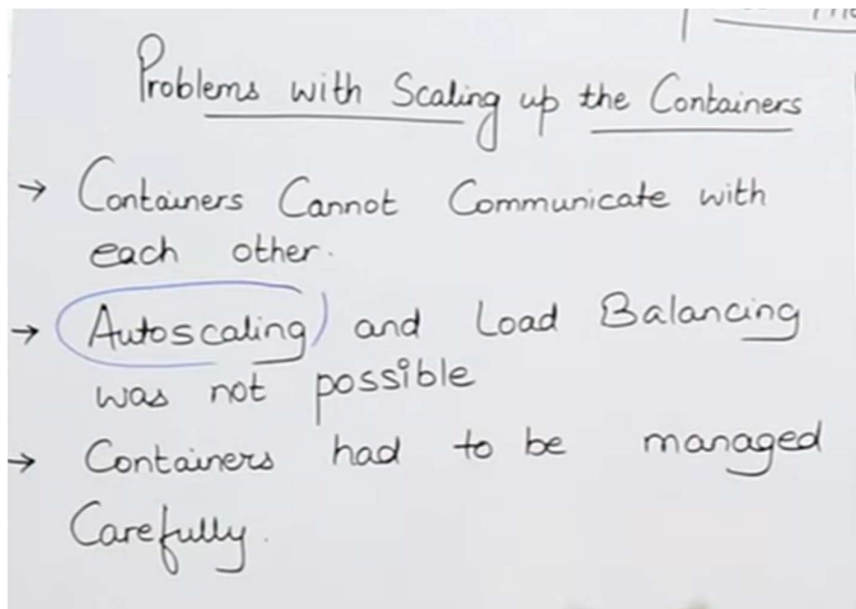 Problems with Scaling up the Containers
→ Containers Cannot Communicate with
each other.
→ Autoscaling and Load Balancing
was not possible
→ Containers had to be managed
Carefully.